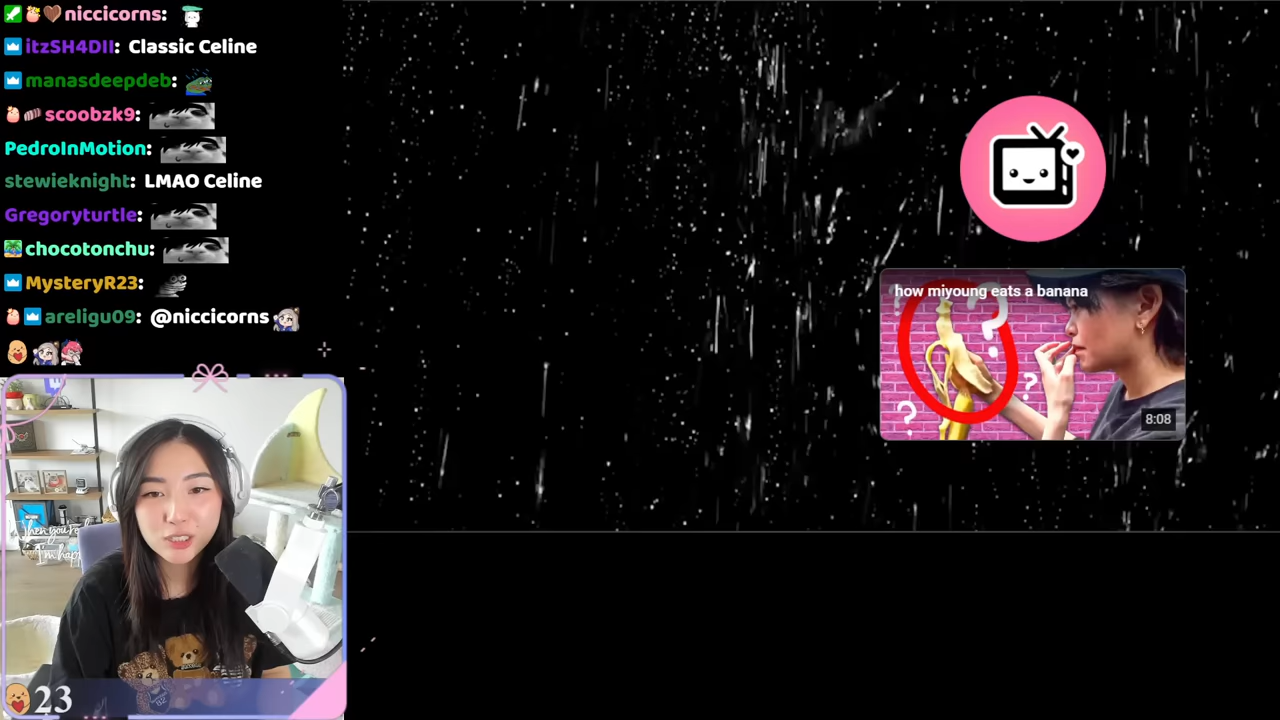 niccicorns:
itzSH4DII: Classic Celine
manasdeepdeb:
scoobzk9:
PedroInMotion:
stewieknight: LMAO Celine
Gregoryturtle:
chocotonchu:
MysteryR23:
areligu09: @niccicorns
how miyoung eats a banana
8:08
I'm happ
23